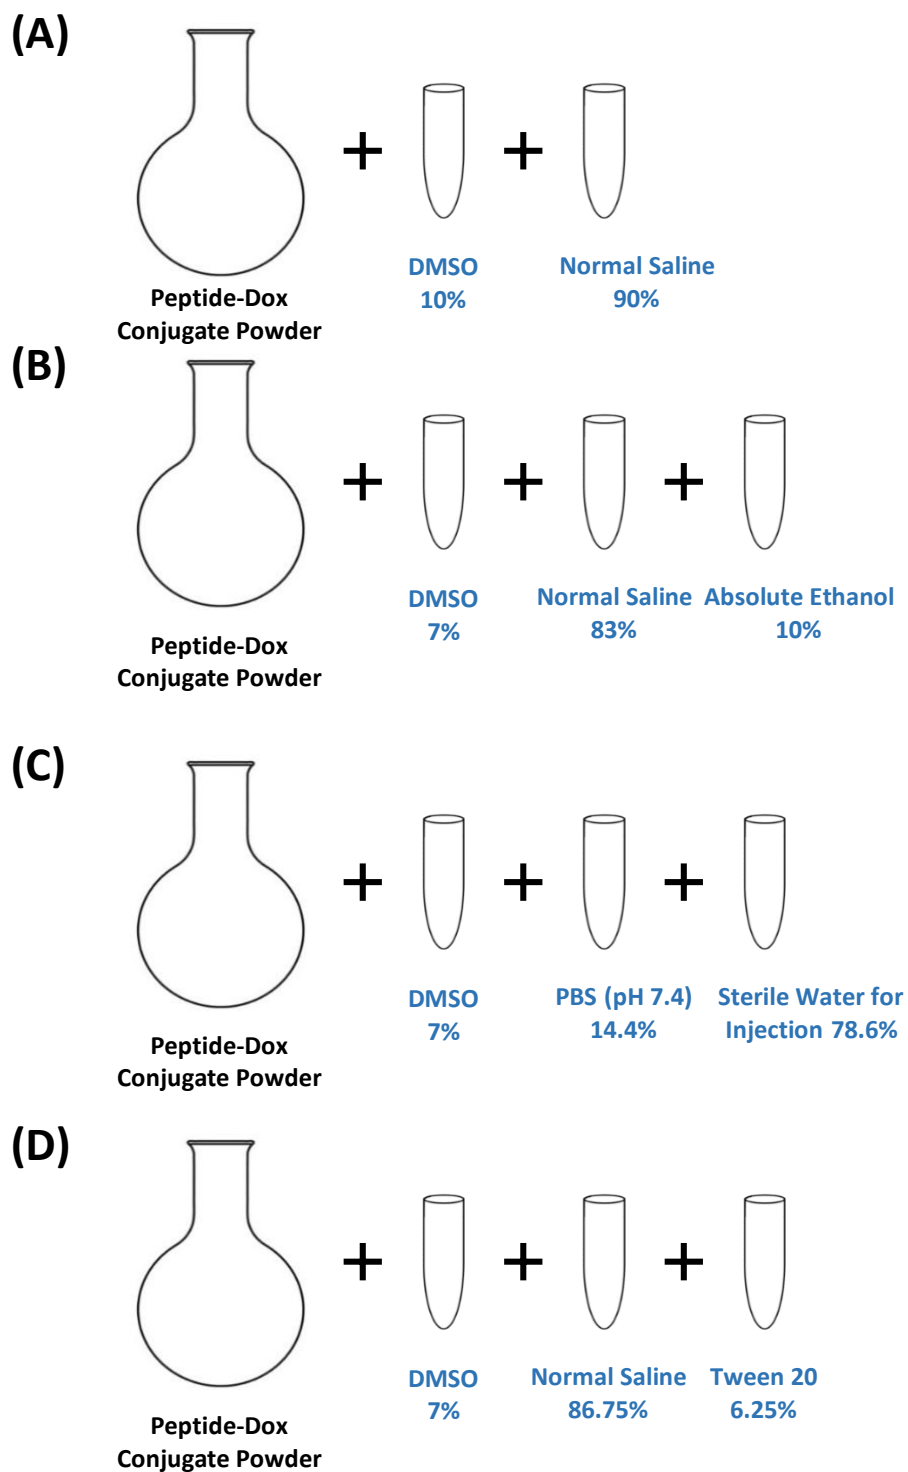 (A)
+ + 
Peptide-Dox
Conjugate Powder
DMSO
10%
Normal Saline
90%
(B)
+ + +
Peptide-Dox
Conjugate Powder
DMSO
7%
Normal Saline
83%
Absolute Ethanol
10%
(C)
+ + +
Peptide-Dox
Conjugate Powder
DMSO
7%
PBS (pH 7.4)
14.4%
Sterile Water for
Injection 78.6%
(D)
+ + +
Peptide-Dox
Conjugate Powder
DMSO
7%
Normal Saline
86.75%
Tween 20
6.25%